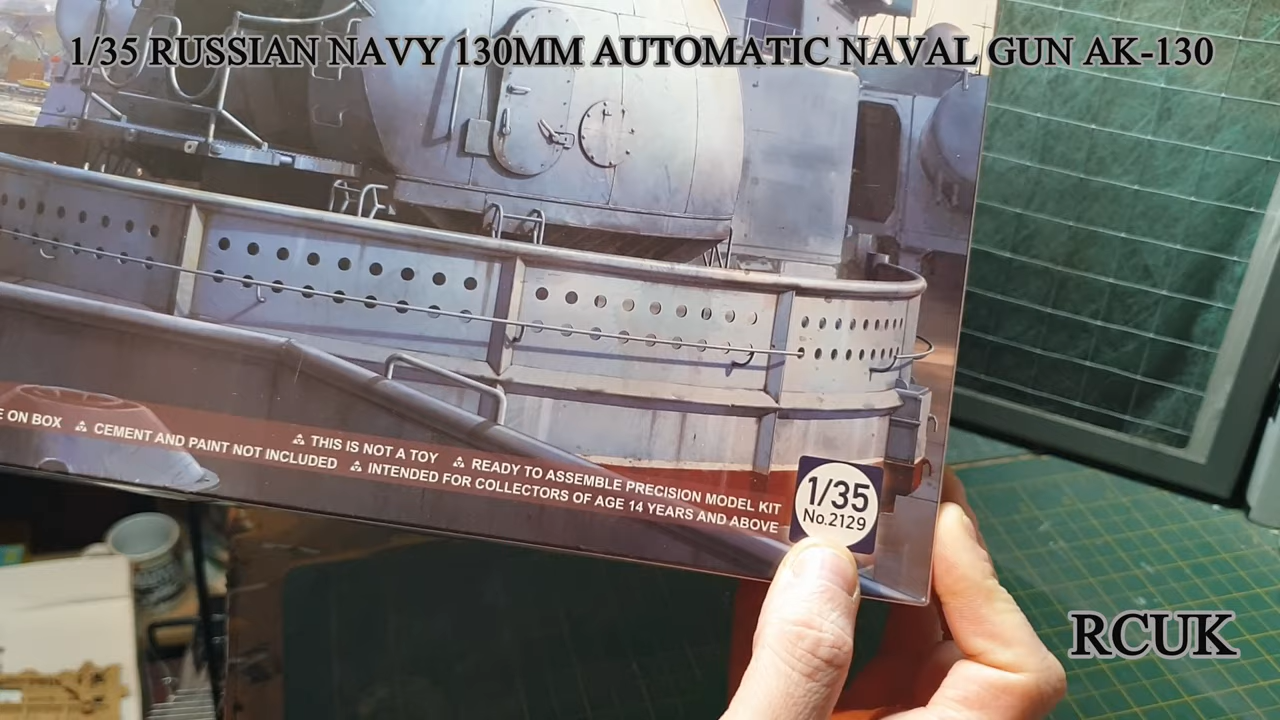 1/35 RUSSIAN NAVY 130MM AUTOMATIC NAVAL GUN AK-130
THIS IS NOT A TOY READY TO ASSEMBLE PRECISION MODEL KIT
ON BOX CEMENT AND PAINT NOT INCLUDED INTENDED FOR COLLECTORS OF AGE 14 YEARS AND ABOVE
1/35
No.2129
RCUK